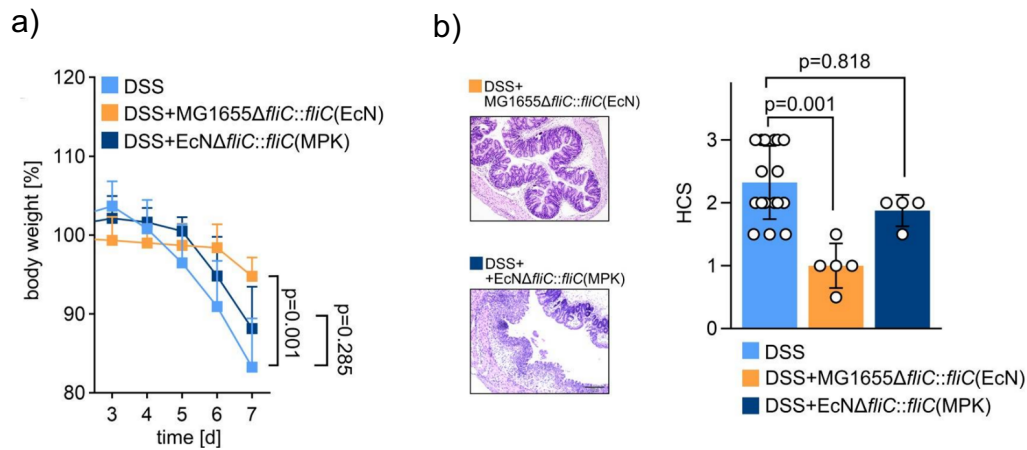 a)
DSS
DSS+MG1655ΔfliC::fliC(EcN)
DSS+EcNΔfliC::fliC(MPK)
120
110
100
90
80
body weight [%]
3 4 5 6 7
time [d]
p=0.001
p=0.285
b)
DSS+
MG1655ΔfliC::fliC(EcN)
DSS+
+EcNΔfliC::fliC(MPK)
p=0.818
p=0.001
3
2
1
0
HCS
DSS
DSS+MG1655ΔfliC::fliC(EcN)
DSS+EcNΔfliC::fliC(MPK)